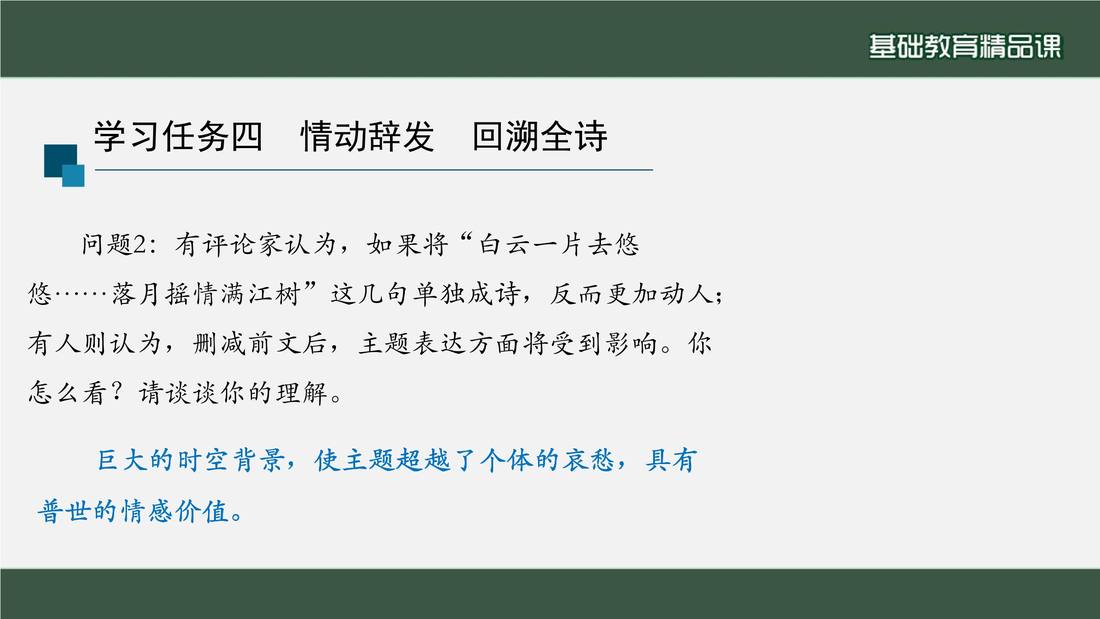 基础教育精品课
学习任务四 情动辞发 回溯全诗
问题2：有评论家认为，如果将“白云一片去悠
悠……落月摇情满江树”这几句单独成诗，反而更加动人；
有人则认为，删减前文后，主题表达方面将受到影响。你
怎么看？请谈谈你的理解。
巨大的时空背景，使主题超越了个体的哀愁，具有
普世的情感价值。